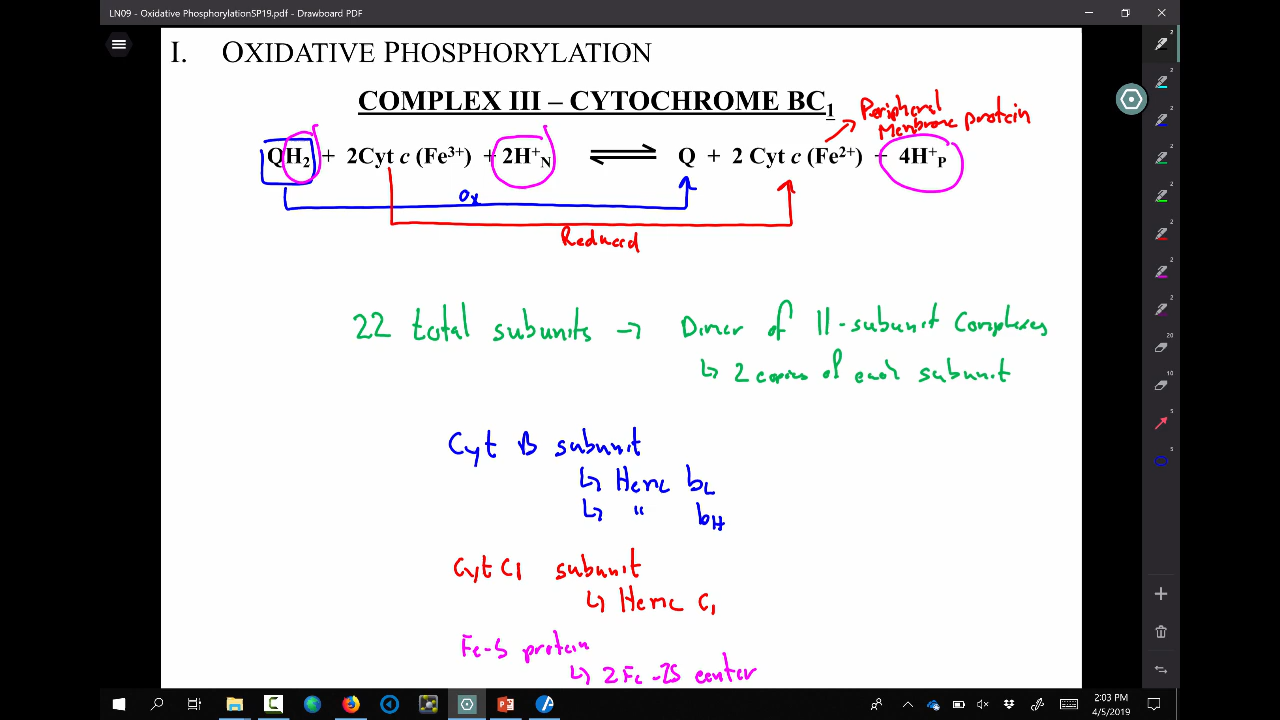 LN09 - Oxidative PhosphorylationSP19.pdf - Drawboard PDF
I. OXIDATIVE PHOSPHORYLATION
COMPLEX III – CYTOCHROME BC1
Peripheral
Membrane protein
QH2 + 2Cyt c (Fe3+) + 2H+N ⇌ Q + 2 Cyt c (Fe2+) + 4H+P
Ox
Reduced
22 total subunits → Dimer of 11-subunit Complexes
↳ 2 copies of each subunit
Cyt B subunit
↳ Heme bL
↳ " bH
Cyt C1 subunit
↳ Heme C1
Fe-S protein
↳ 2Fe-2S center
2:03 PM
4/5/2019